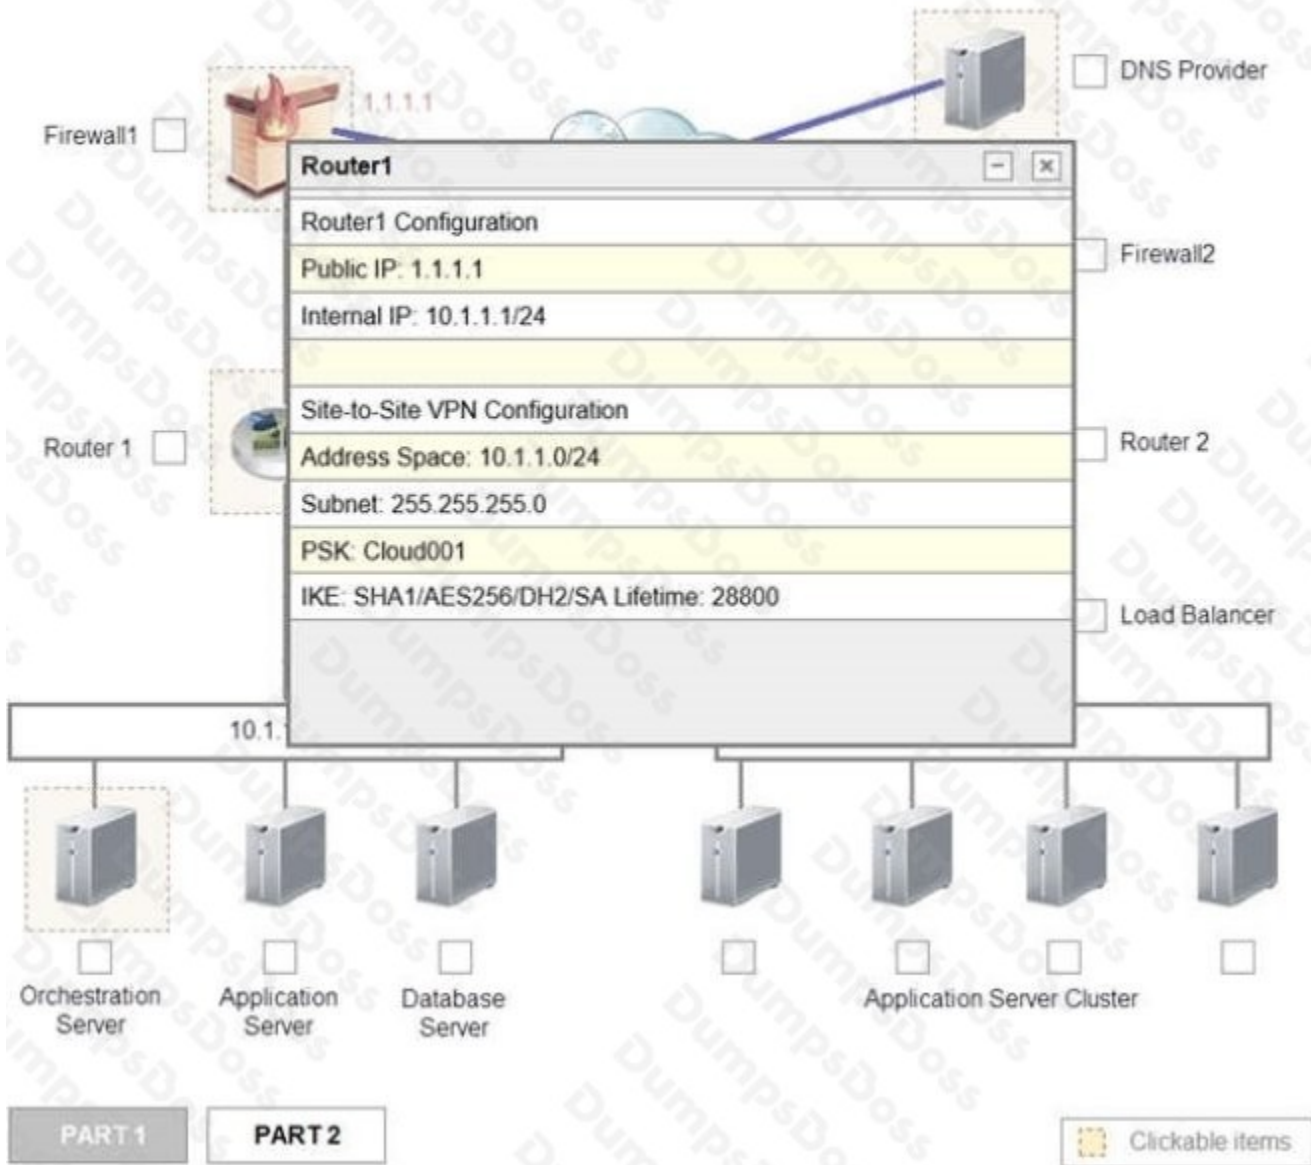 DNS Provider
1.1.1.1
Firewall1
Router1
Router1 Configuration
Public IP: 1.1.1.1
Firewall2
Internal IP: 10.1.1.1/24
Site-to-Site VPN Configuration
Router 1
Address Space: 10.1.1.0/24
Router 2
Subnet: 255.255.255.0
PSK: Cloud001
IKE: SHA1/AES256/DH2/SA Lifetime: 28800
Load Balancer
10.1.
Orchestration
Server
Application
Server
Database
Server
Application Server Cluster
PART 1
PART 2
Clickable items
DumpsDoss